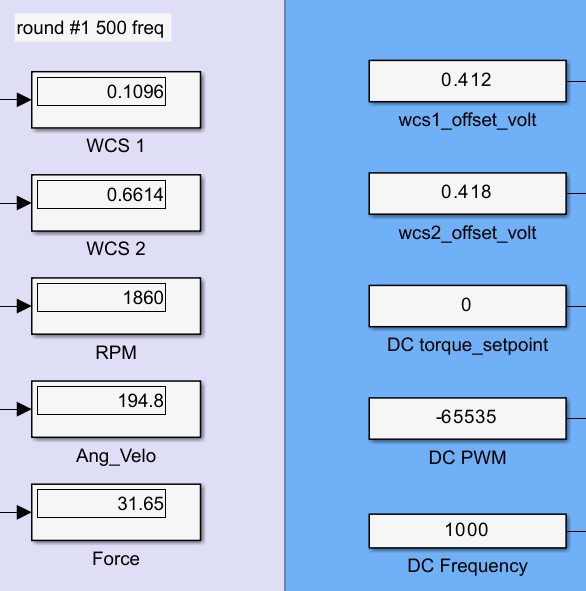 round #1 500 freq
0.1096
WCS 1
0.6614
WCS 2
1860
RPM
194.8
Ang_Velo
31.65
Force
0.412
wcs1_offset_volt
0.418
wcs2_offset_volt
0
DC torque_setpoint
-65535
DC PWM
1000
DC Frequency